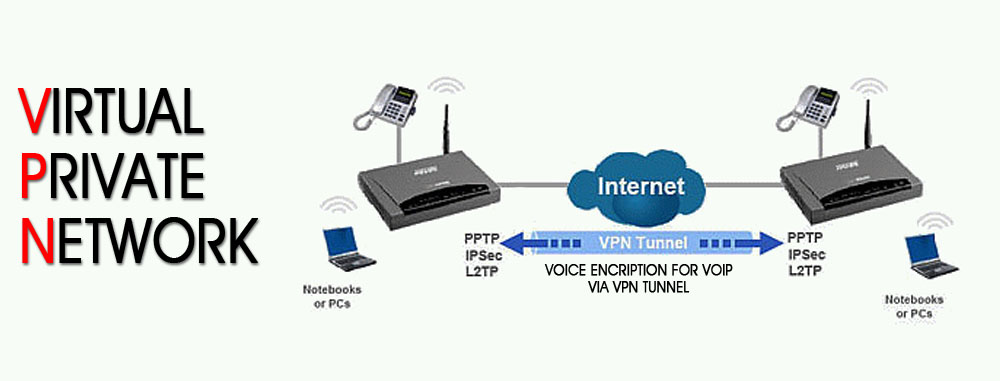 VIRTUAL
PRIVATE
NETWORK
Internet
VPN Tunnel
PPTP
IPSec
L2TP
VOICE ENCRIPTION FOR VOIP
VIA VPN TUNNEL
PPTP
IPSec
L2TP
Notebooks
or PCs
Notebooks
or PCs